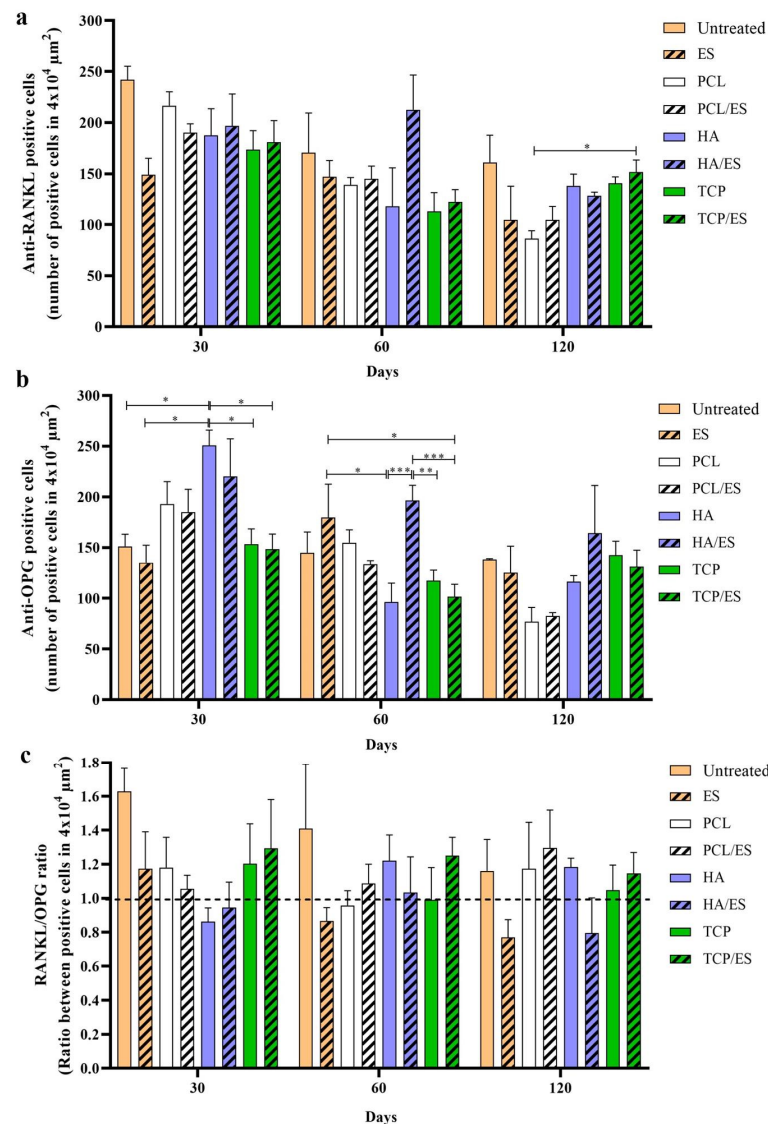 a
Anti-RANKL positive cells
(number of positive cells in 4x10⁴ µm²)
300
250
200
150
100
50
0
*
30
60
120
Days
Untreated
ES
PCL
PCL/ES
HA
HA/ES
TCP
TCP/ES
b
Anti-OPG positive cells
(number of positive cells in 4x10⁴ µm²)
300
250
200
150
100
50
0
* *
* *
*
***
* *** **
30
60
120
Days
Untreated
ES
PCL
PCL/ES
HA
HA/ES
TCP
TCP/ES
c
RANKL/OPG ratio
(Ratio between positive cells in 4x10⁴ µm²)
1.8
1.6
1.4
1.2
1.0
0.8
0.6
0.4
0.2
0.0
30
60
120
Days
Untreated
ES
PCL
PCL/ES
HA
HA/ES
TCP
TCP/ES